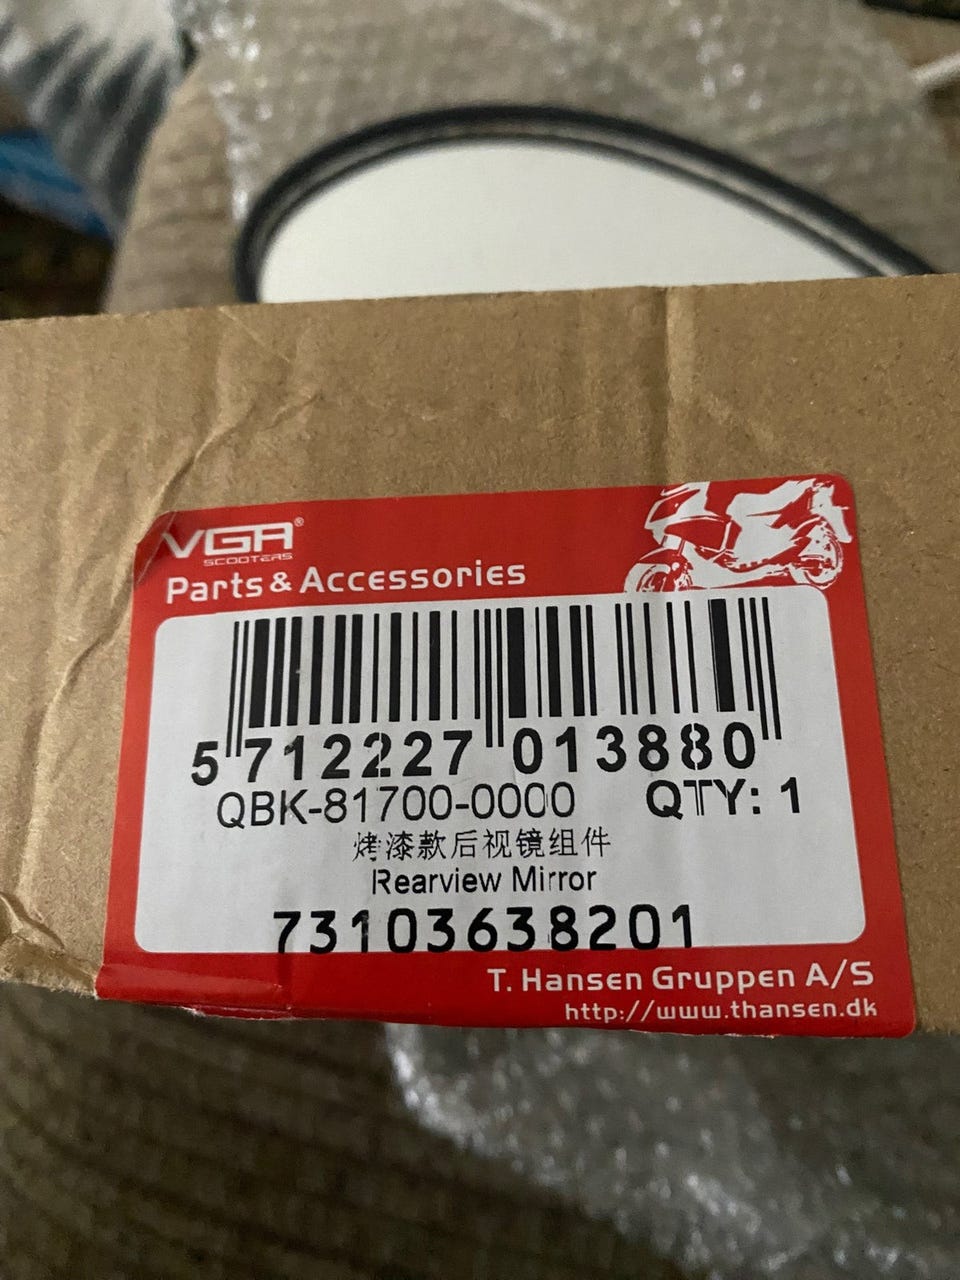 VGA®
SCOOTERS
Parts & Accessories
5 712227 013880
QBK-81700-0000 QTY: 1
烤漆款后视镜组件
Rearview Mirror
73103638201
T. Hansen Gruppen A/S
http://www.thansen.dk